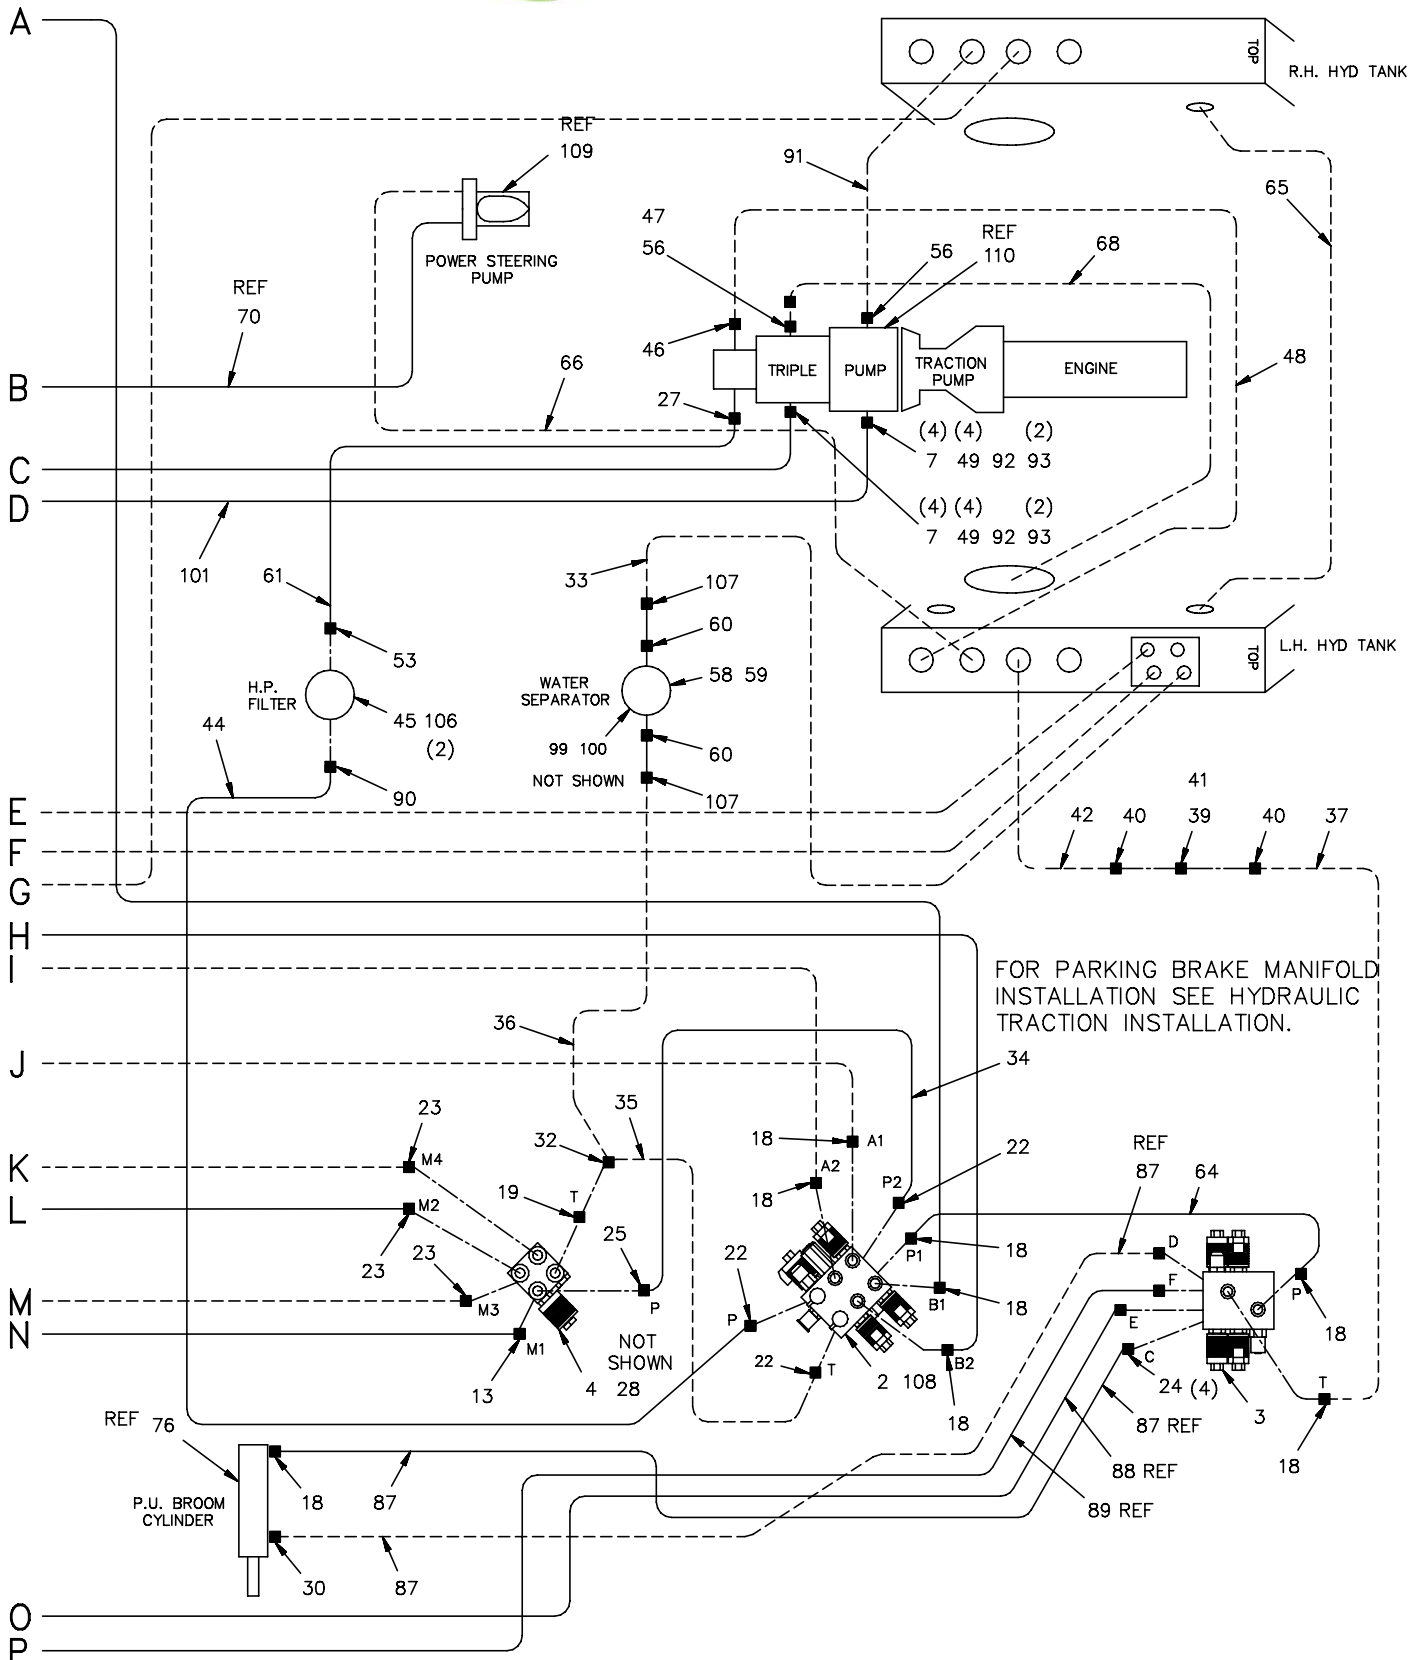 A
TOP
R.H. HYD TANK
REF
109
91
65
47
56
REF
110
56
68
POWER STEERING
PUMP
REF
70
46
66
TRIPLE
PUMP
TRACTION
PUMP
ENGINE
48
B
27
(4) (4) (2)
7 49 92 93
C
D
(4) (4) (2)
7 49 92 93
101
61
33
107
60
53
TOP
L.H. HYD TANK
H.P.
FILTER
WATER
SEPARATOR
58 59
44
45 106
(2)
99 100
60
NOT SHOWN
90
107
41
E
42 40 39 40 37
F
G
H
I
FOR PARKING BRAKE MANIFOLD
INSTALLATION SEE HYDRAULIC
TRACTION INSTALLATION.
36
J
34
23
35
18
A1
REF
87
64
32
22
K
M4
A2
18
P2
19
T
L
M2
23
23
25
22
P1
18
D
F
M
M3
P
P
B1
18
E
P
18
N
M1
NOT
SHOWN
28
13
4
22
T
B2
2 108
18
C
24 (4)
3
T
18
REF 76
87 REF
88 REF
89 REF
P.U. BROOM
CYLINDER
18
87
30
87
O
P